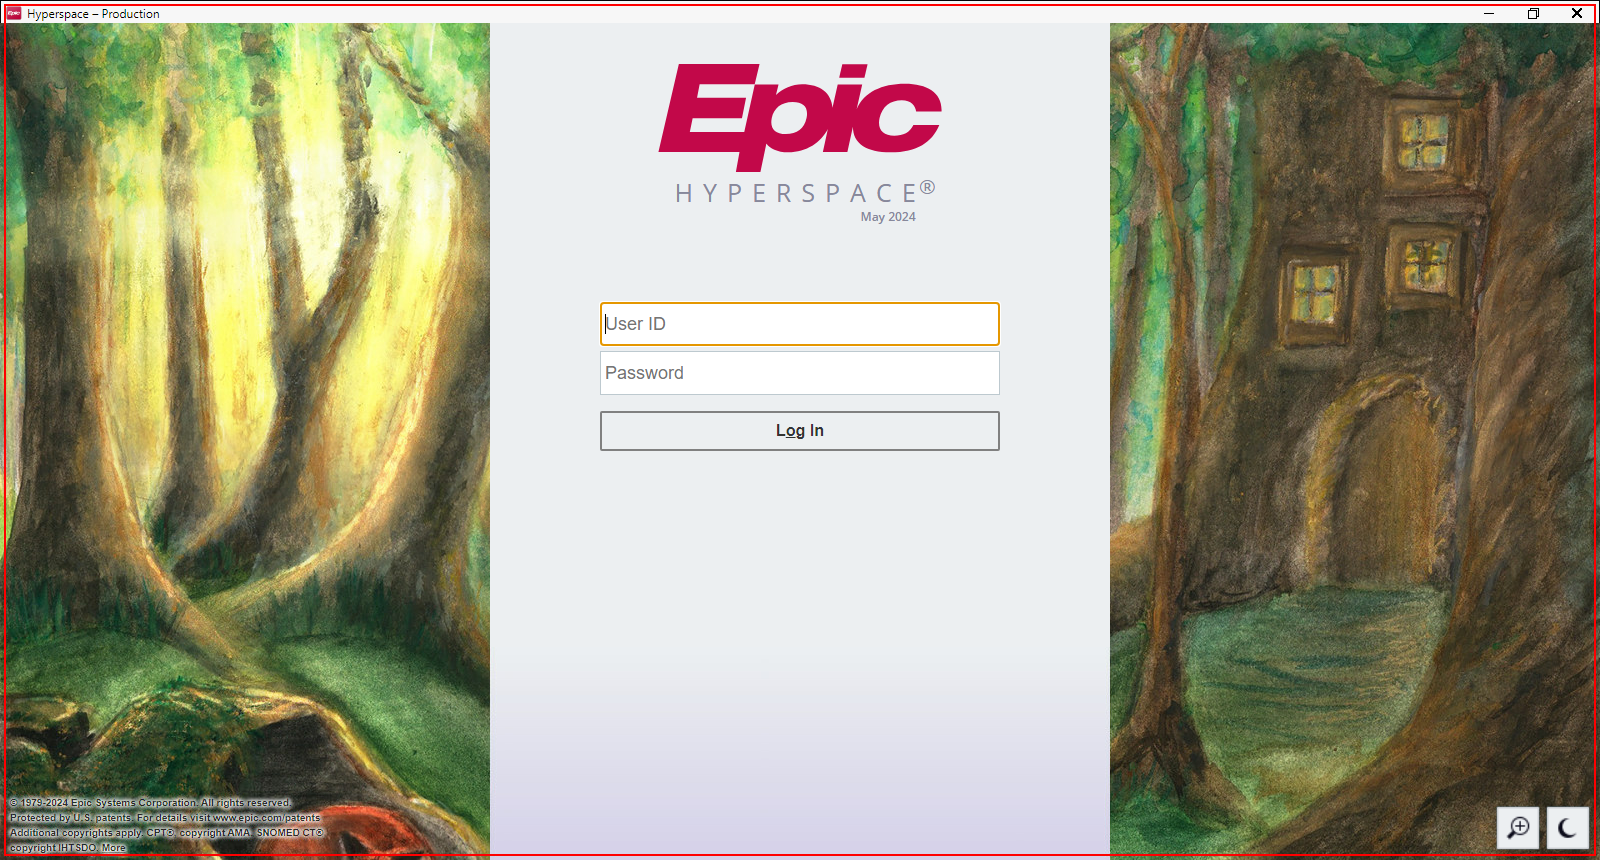 Epic
Hyperspace – Production
Epic
HYPERSPACE®
May 2024
User ID
Password
Log In
© 1979-2024 Epic Systems Corporation. All rights reserved.
Protected by U.S. patents. For details visit www.epic.com/patents
Additional copyrights apply. CPT®, copyright AMA. SNOMED CT®
copyright IHTSDO. More